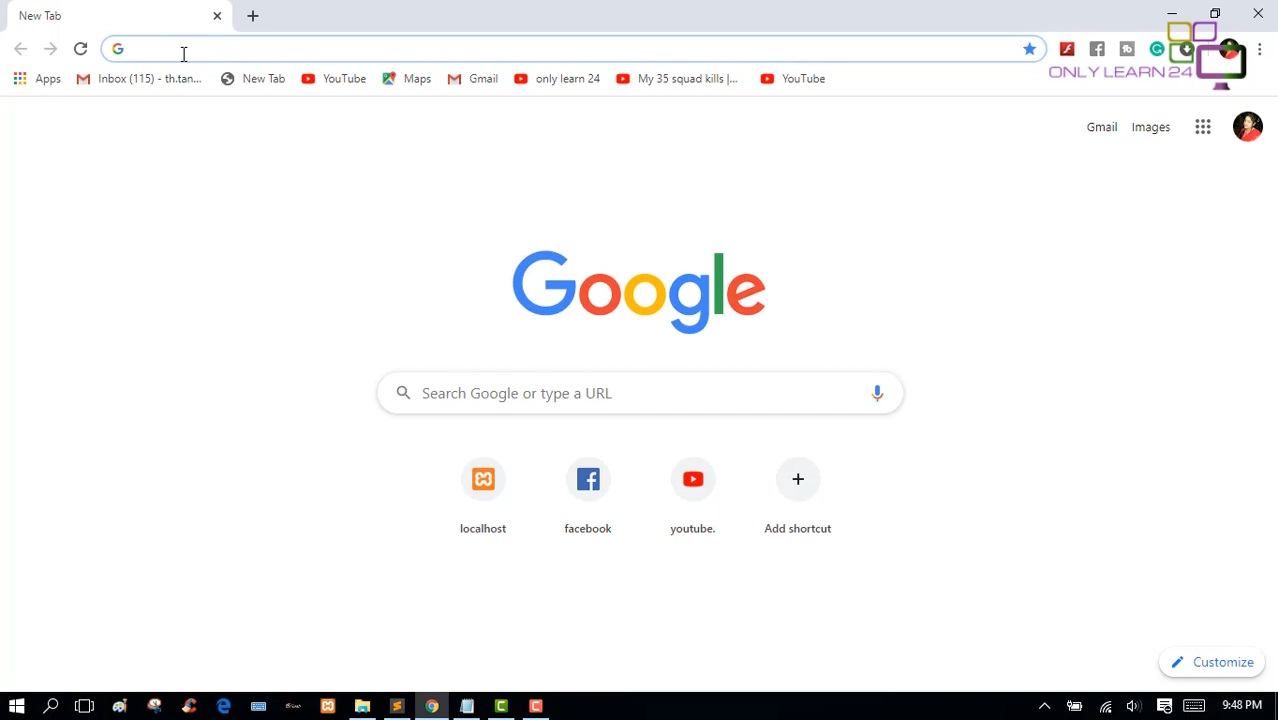 New Tab
ONLY LEARN 24
Apps
Inbox (115) - th.tan...
New Tab
YouTube
Maps
Gmail
only learn 24
My 35 squad kills |...
YouTube
Gmail
Images
Google
Search Google or type a URL
localhost
facebook
youtube.
Add shortcut
Customize
9:48 PM